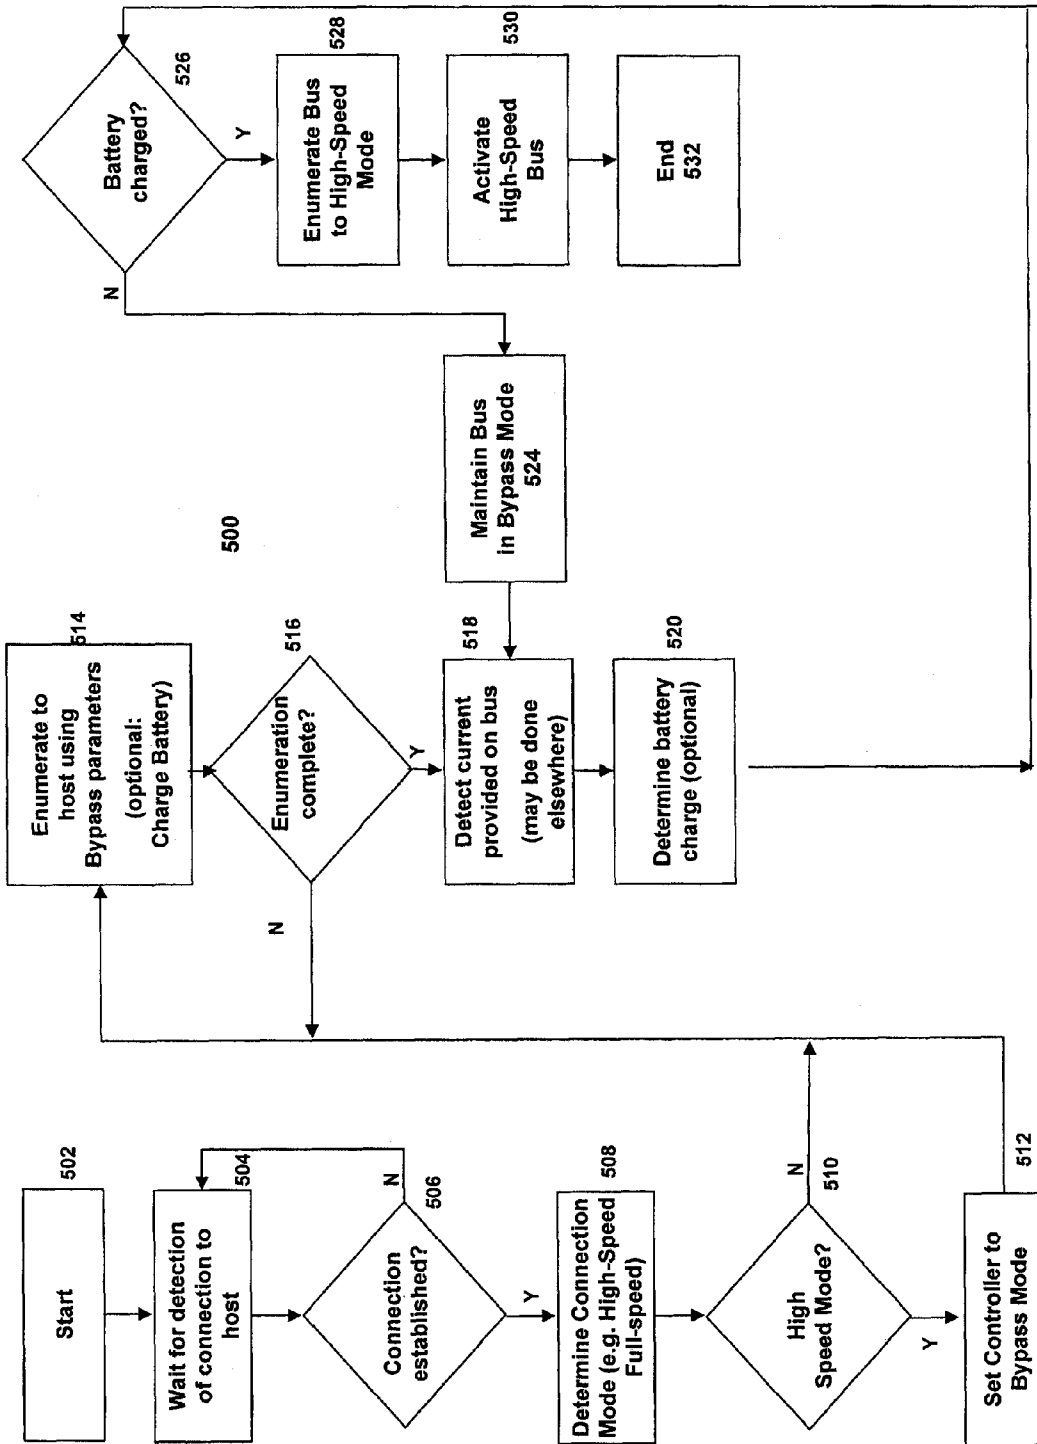 Start
502
Wait for detection
of connection to
host
504
Connection
established?
506
N
Y
Determine Connection
Mode (e.g. High-Speed
Full-speed)
508
High
Speed Mode?
510
N
Y
Set Controller to
Bypass Mode
512
Enumerate to
host using
Bypass parameters
(optional:
Charge Battery)
514
Enumeration
complete?
516
N
Y
Detect current
provided on bus
(may be done
elsewhere)
518
Determine battery
charge (optional)
520
500
Maintain Bus
in Bypass Mode
524
Battery
charged?
526
N
Y
Enumerate Bus
to High-Speed
Mode
528
Activate
High-Speed
Bus
530
End
532